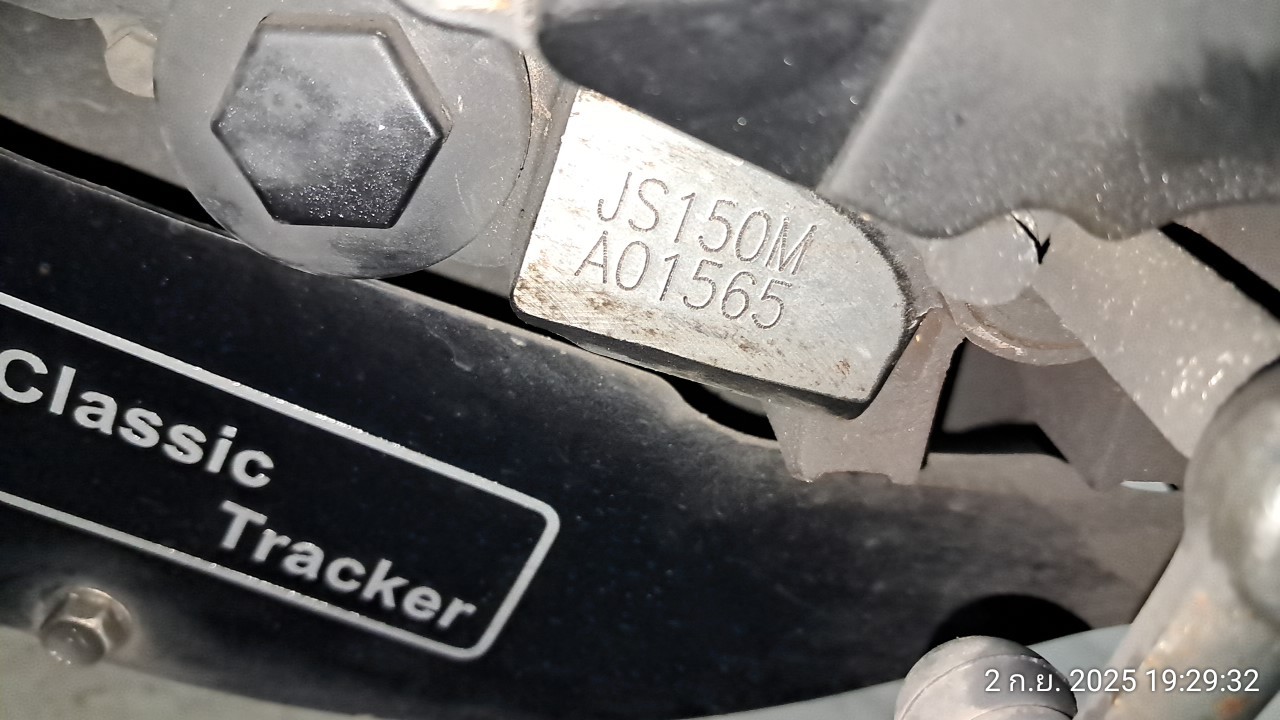 JS150M
A01565
Classic
Tracker
2 ก.ย. 2025 19:29:32